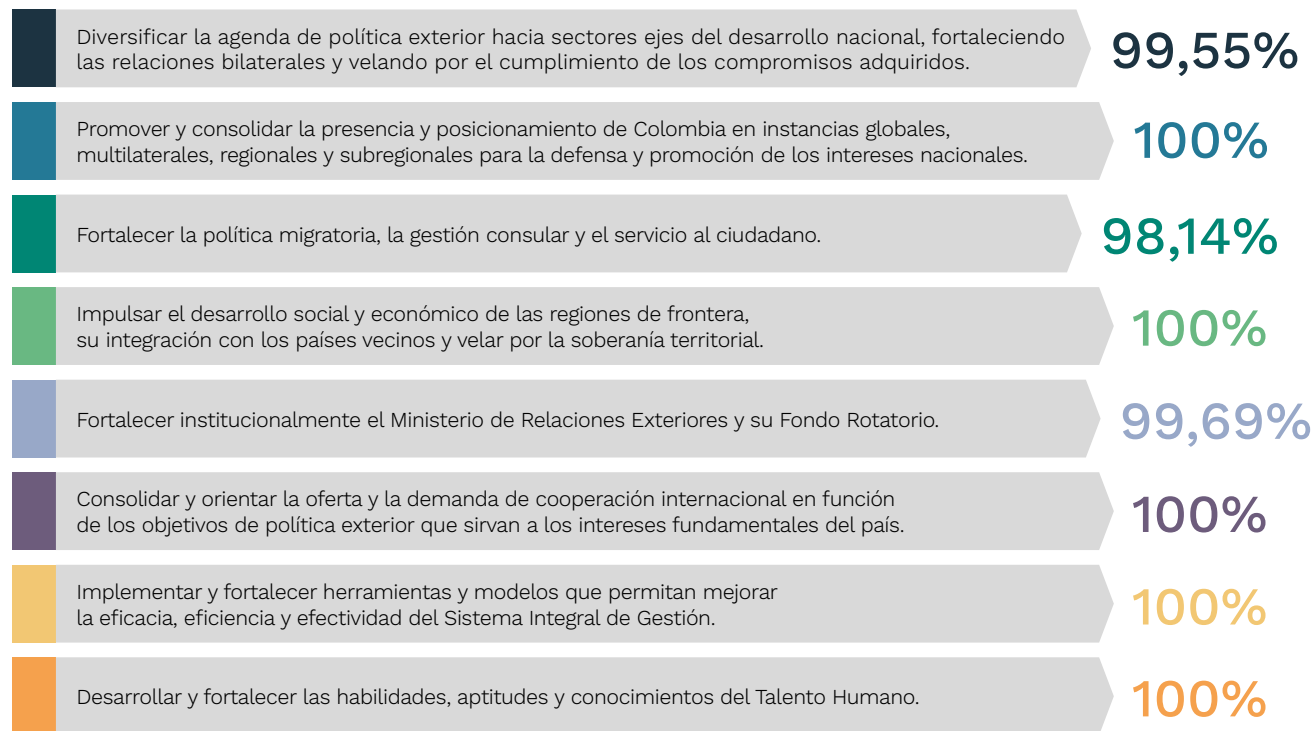 Diversificar la agenda de política exterior hacia sectores ejes del desarrollo nacional, fortaleciendo
las relaciones bilaterales y velando por el cumplimiento de los compromisos adquiridos.
99,55%
Promover y consolidar la presencia y posicionamiento de Colombia en instancias globales,
multilaterales, regionales y subregionales para la defensa y promoción de los intereses nacionales.
100%
Fortalecer la política migratoria, la gestión consular y el servicio al ciudadano.
98,14%
Impulsar el desarrollo social y económico de las regiones de frontera,
su integración con los países vecinos y velar por la soberanía territorial.
100%
Fortalecer institucionalmente el Ministerio de Relaciones Exteriores y su Fondo Rotatorio.
99,69%
Consolidar y orientar la oferta y la demanda de cooperación internacional en función
de los objetivos de política exterior que sirvan a los intereses fundamentales del país.
100%
Implementar y fortalecer herramientas y modelos que permitan mejorar
la eficacia, eficiencia y efectividad del Sistema Integral de Gestión.
100%
Desarrollar y fortalecer las habilidades, aptitudes y conocimientos del Talento Humano.
100%